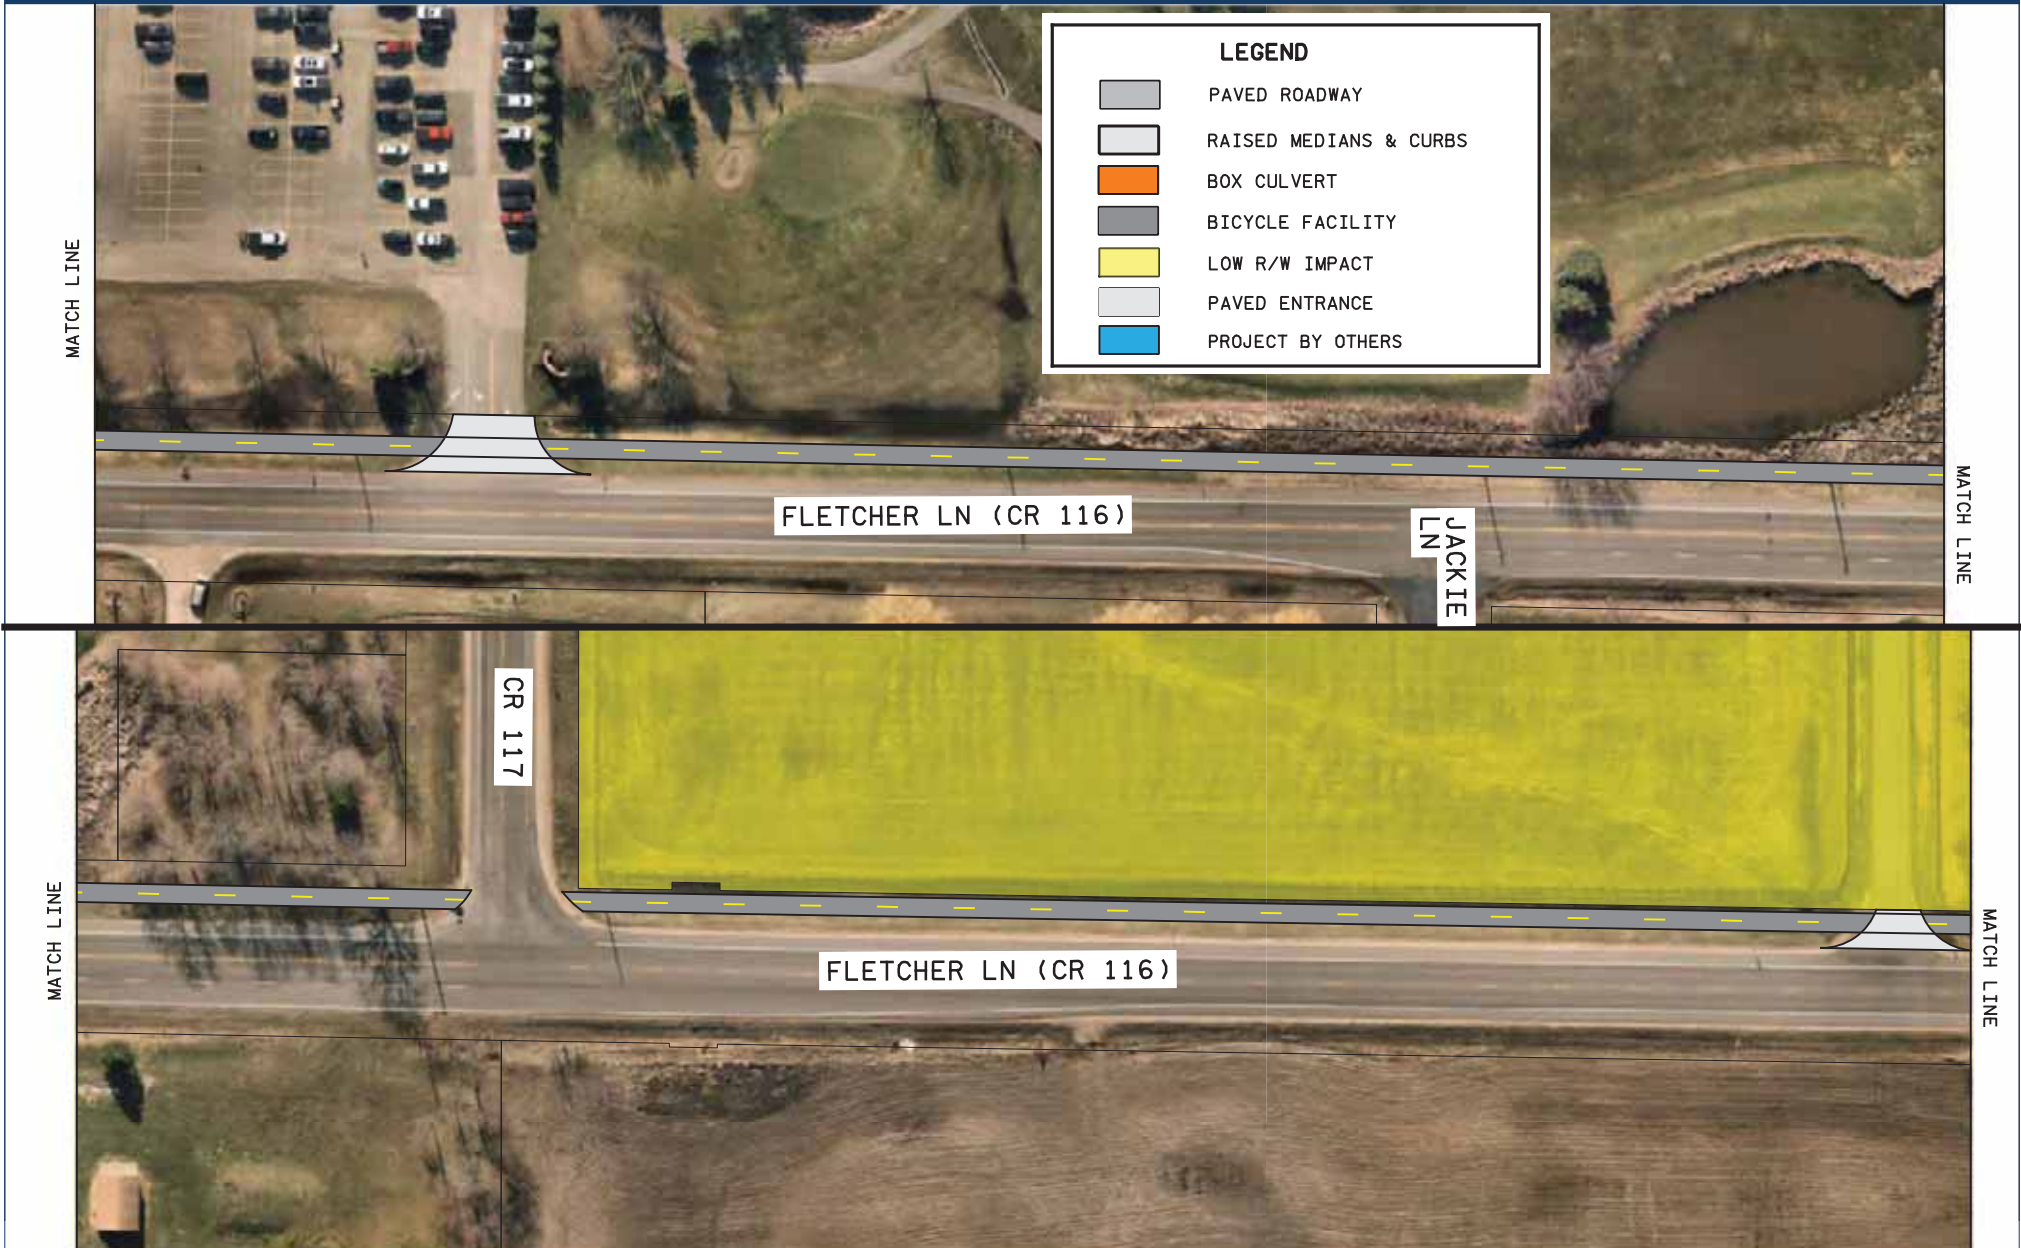 LEGEND
PAVED ROADWAY
RAISED MEDIANS & CURBS
BOX CULVERT
BICYCLE FACILITY
LOW R/W IMPACT
PAVED ENTRANCE
PROJECT BY OTHERS
MATCH LINE
MATCH LINE
FLETCHER LN (CR 116)
JACKIE
LN
CR 117
MATCH LINE
MATCH LINE
FLETCHER LN (CR 116)